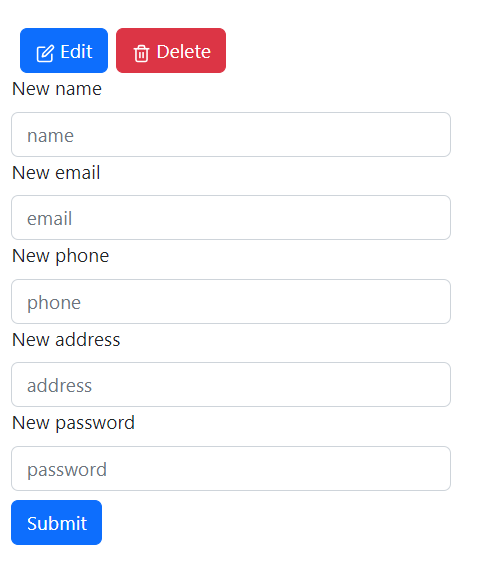 Edit Delete
New name
name
New email
email
New phone
phone
New address
address
New password
password
Submit